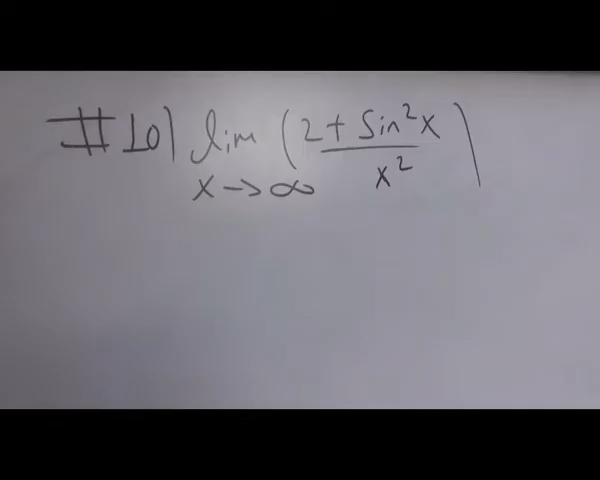 #10) lim (2 + Sin²x / x²)
x → ∞